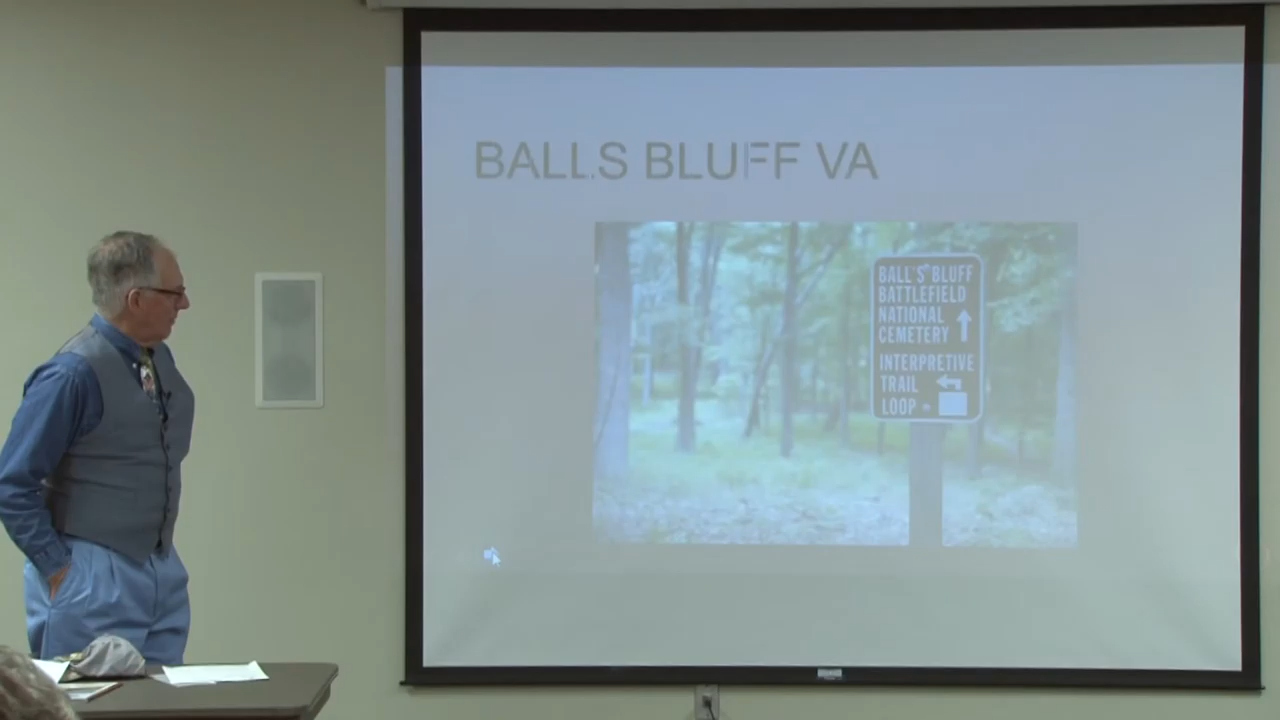 BALLS BLUFF VA
BALL'S BLUFF
BATTLEFIELD
NATIONAL
CEMETERY
INTERPRETIVE
TRAIL
LOOP